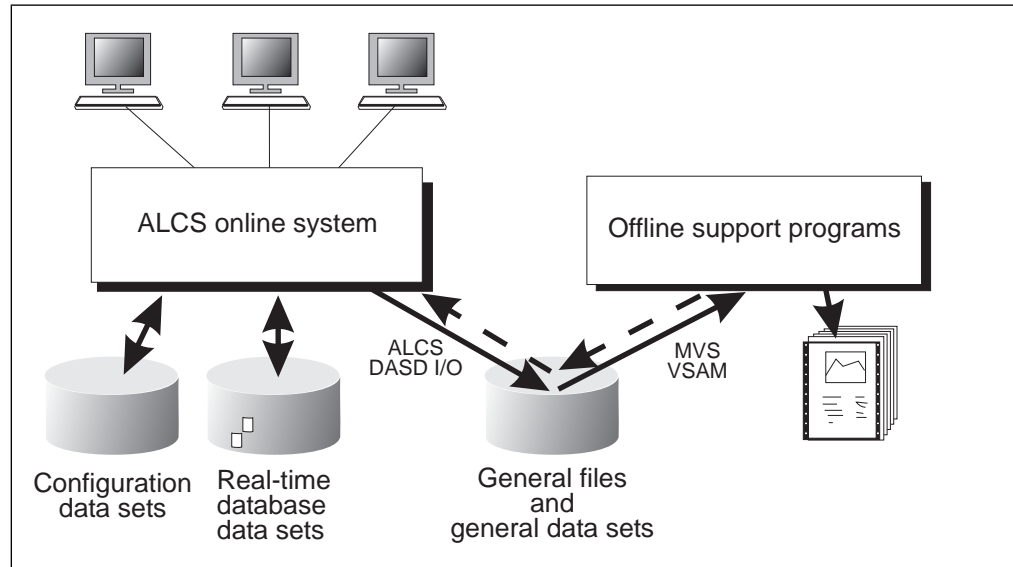 ALCS online system
Offline support programs
ALCS
DASD I/O
MVS
VSAM
Configuration
data sets
Real-time
database
data sets
General files
and
general data sets